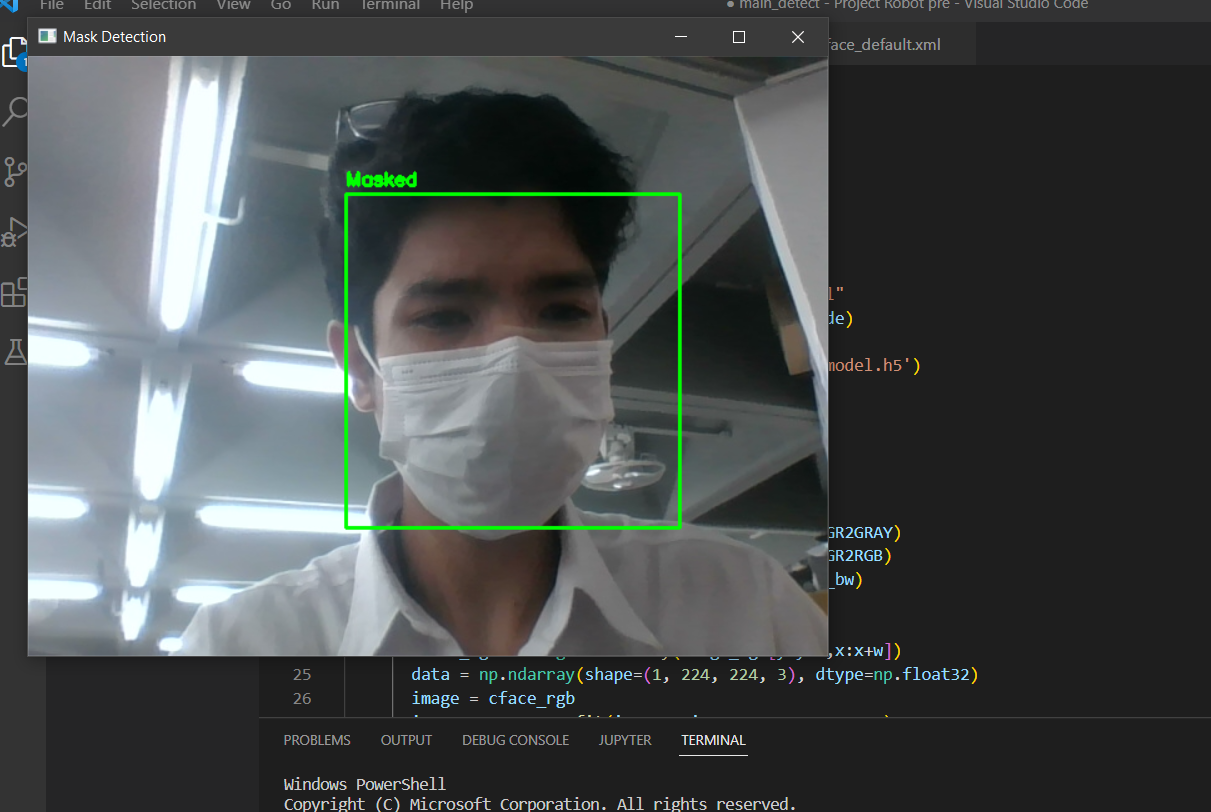 File Edit Selection View Go Run Terminal Help
● main_detect - Project Robot pre - Visual Studio Code
Mask Detection
face_default.xml
1
Masked
l"
de)
model.h5')
GR2GRAY)
GR2RGB)
_bw)
,x:x+w])
25 data = np.ndarray(shape=(1, 224, 224, 3), dtype=np.float32)
26 image = cface_rgb
PROBLEMS OUTPUT DEBUG CONSOLE JUPYTER TERMINAL
Windows PowerShell
Copyright (C) Microsoft Corporation. All rights reserved.